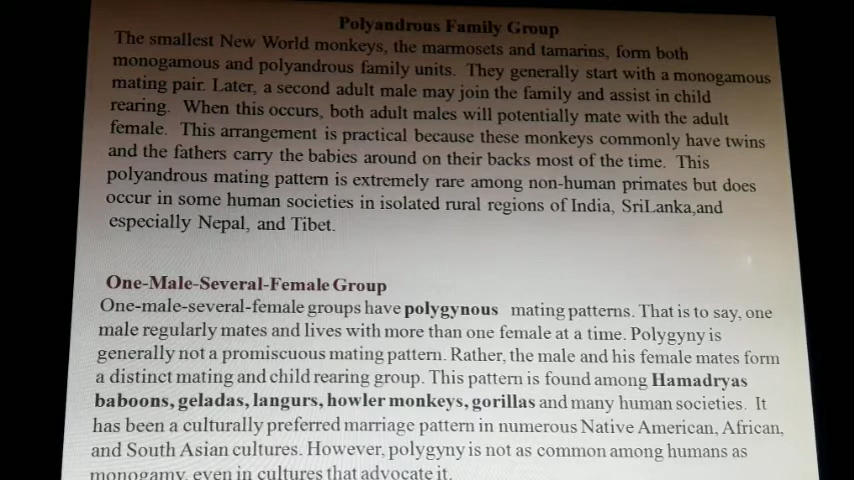 Polyandrous Family Group
The smallest New World monkeys, the marmosets and tamarins, form both
monogamous and polyandrous family units. They generally start with a monogamous
mating pair. Later, a second adult male may join the family and assist in child
rearing. When this occurs, both adult males will potentially mate with the adult
female. This arrangement is practical because these monkeys commonly have twins
and the fathers carry the babies around on their backs most of the time. This
polyandrous mating pattern is extremely rare among non-human primates but does
occur in some human societies in isolated rural regions of India, SriLanka,and
especially Nepal, and Tibet.
One-Male-Several-Female Group
One-male-several-female groups have polygynous mating patterns. That is to say, one
male regularly mates and lives with more than one female at a time. Polygyny is
generally not a promiscuous mating pattern. Rather, the male and his female mates form
a distinct mating and child rearing group. This pattern is found among Hamadryas
baboons, geladas, langurs, howler monkeys, gorillas and many human societies. It
has been a culturally preferred marriage pattern in numerous Native American, African,
and South Asian cultures. However, polygyny is not as common among humans as
monogamy, even in cultures that advocate it.